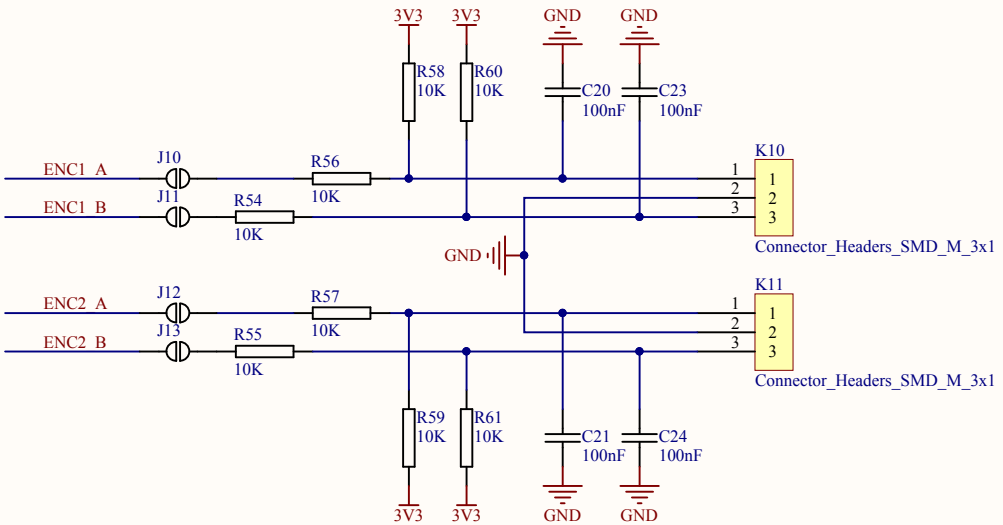 3V3 3V3 GND GND
R58 R60
10K 10K
C20 C23
100nF 100nF
K10
J10
ENC1_A
R56
1
1
10K
2
2
J11
ENC1_B
R54
3
3
10K
Connector_Headers_SMD_M_3x1
GND
K11
J12
ENC2_A
R57
1
1
10K
2
2
J13
ENC2_B
R55
3
3
10K
Connector_Headers_SMD_M_3x1
R59 R61
10K 10K
C21 C24
100nF 100nF
3V3 3V3 GND GND